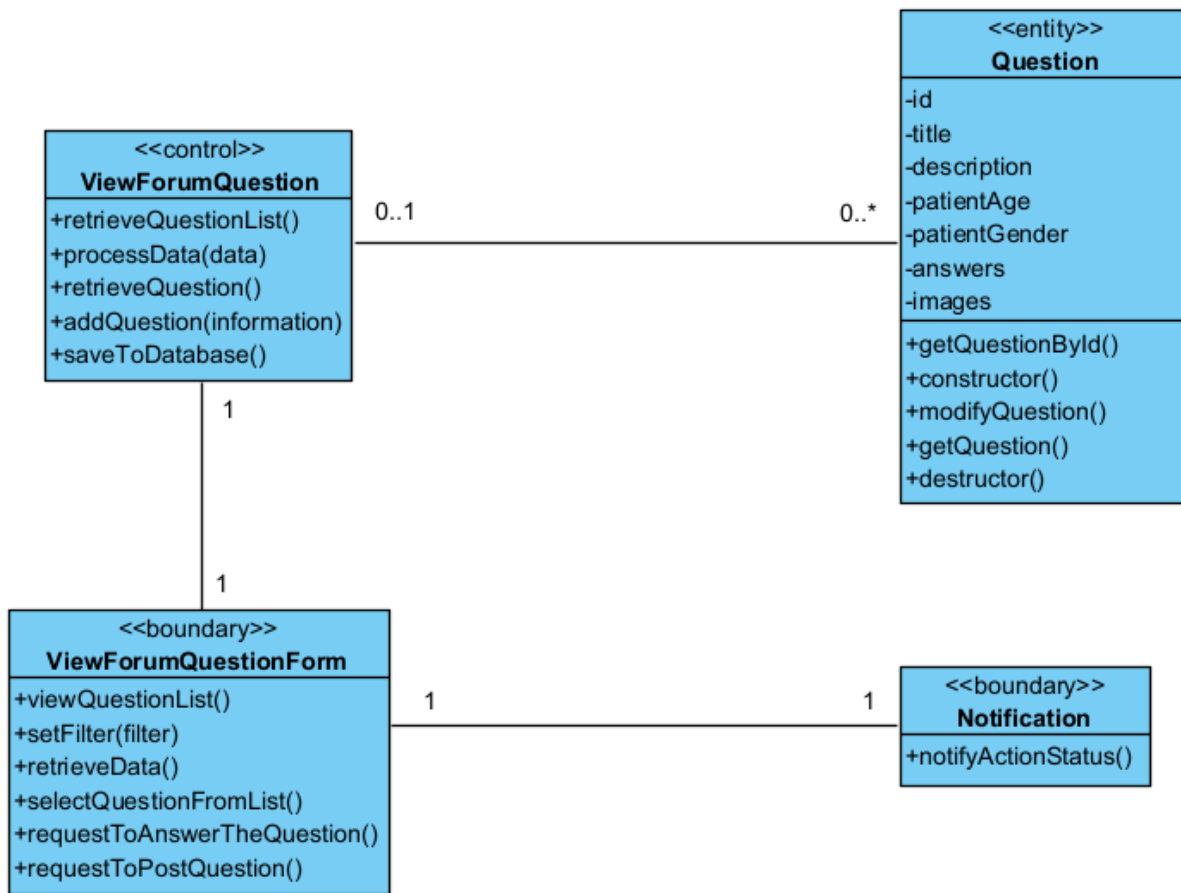 <<entity>>
Question
-id
-title
-description
-patientAge
-patientGender
-answers
-images
+getQuestionById()
+constructor()
+modifyQuestion()
+getQuestion()
+destructor()
<<control>>
ViewForumQuestion
+retrieveQuestionList()
+processData(data)
+retrieveQuestion()
+addQuestion(information)
+saveToDatabase()
0..1
0..*
1
1
<<boundary>>
ViewForumQuestionForm
+viewQuestionList()
+setFilter(filter)
+retrieveData()
+selectQuestionFromList()
+requestToAnswerTheQuestion()
+requestToPostQuestion()
1
1
<<boundary>>
Notification
+notifyActionStatus()